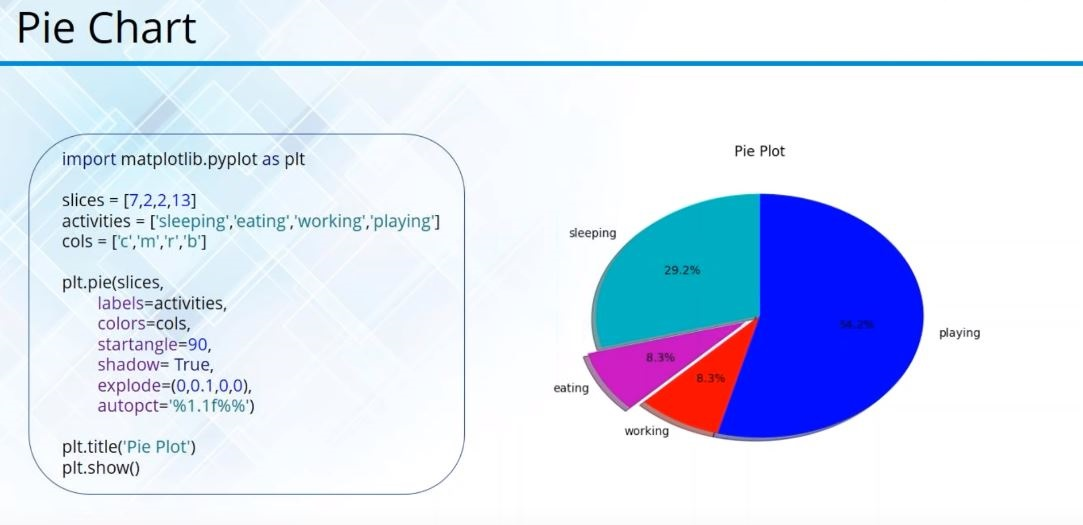 Pie Chart
import matplotlib.pyplot as plt
slices = [7,2,2,13]
activities = ['sleeping','eating','working','playing']
cols = ['c','m','r','b']
plt.pie(slices,
labels=activities,
colors=cols,
startangle=90,
shadow= True,
explode=(0,0.1,0,0),
autopct='%1.1f%%')
plt.title('Pie Plot')
plt.show()
Pie Plot
sleeping
29.2%
54.2%
playing
8.3%
eating
8.3%
working